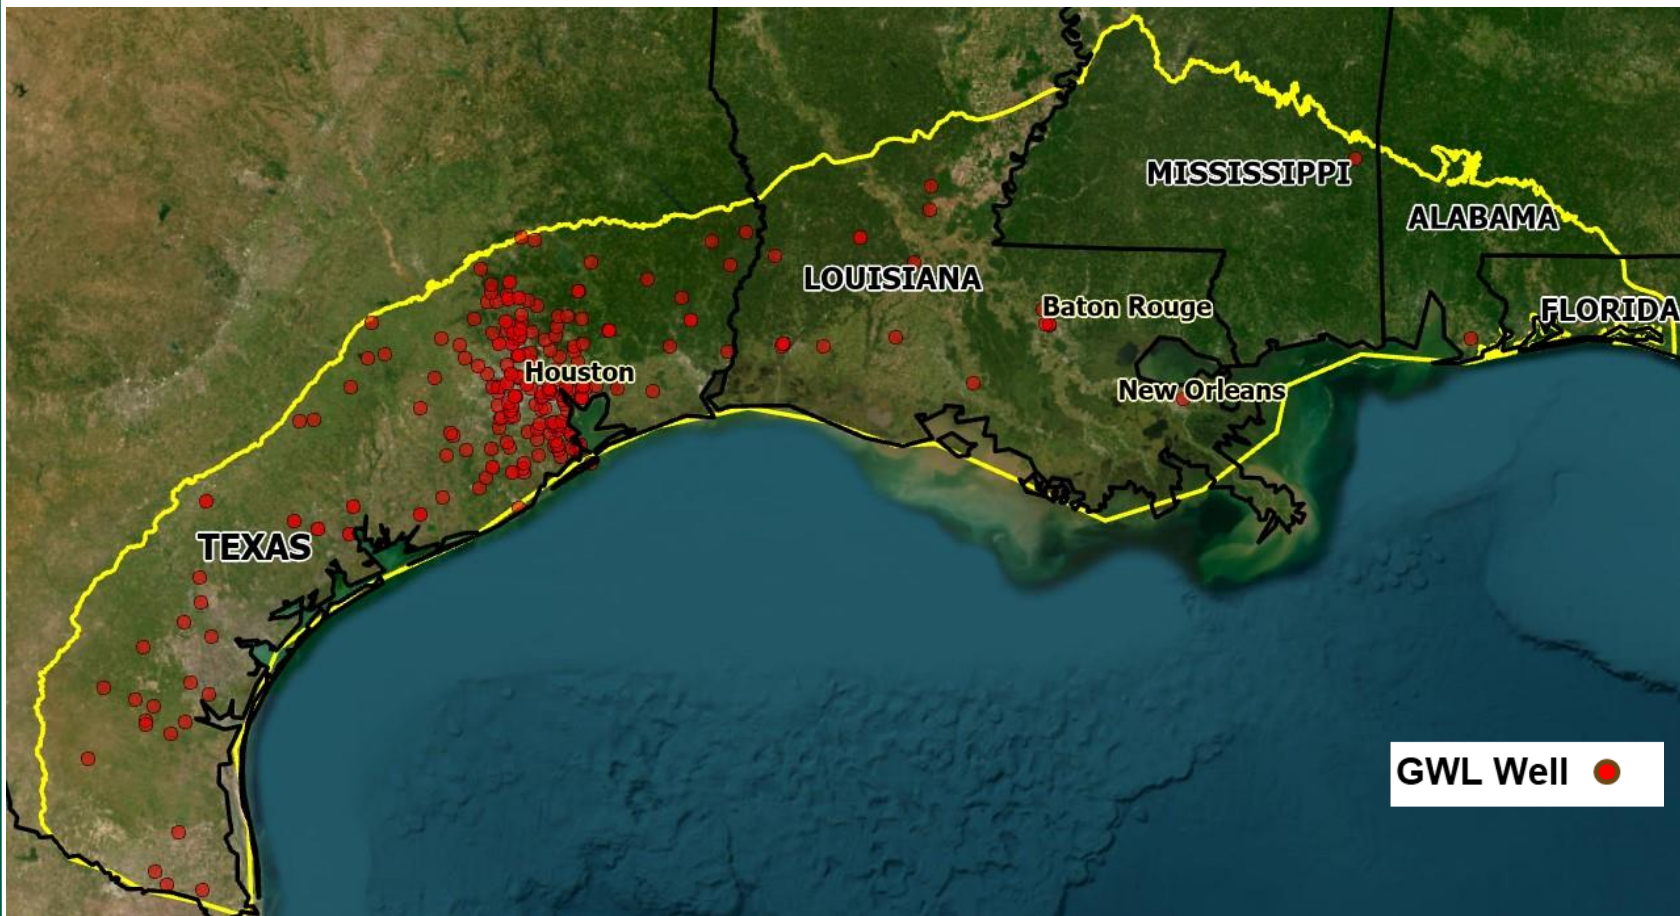 MISSISSIPPI
ALABAMA
LOUISIANA
Baton Rouge
FLORIDA
Houston
New Orleans
TEXAS
GWL Well